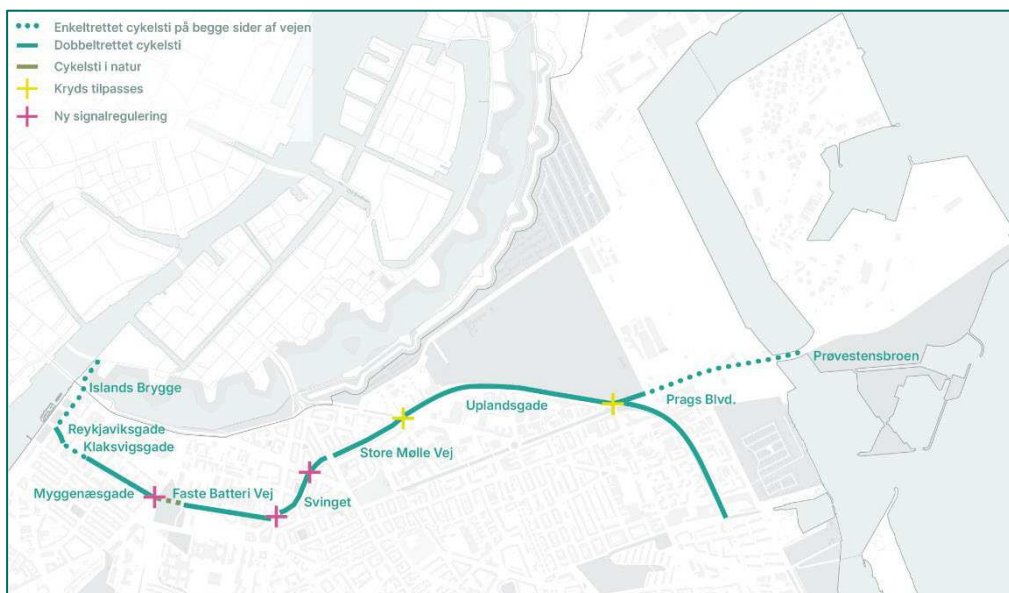 Enkeltrettet cykelsti på begge sider af vejen
Dobbeltrettet cykelsti
Cykelsti i natur
Kryds tilpasses
Ny signalregulering
Prøvestensbroen
Islands Brygge
Prags Blvd.
Uplandsgade
Reykjaviksgade
Klaksvigsgade
Store Mølle Vej
Myggenæsgade
Faste Batteri Vej
Svinget